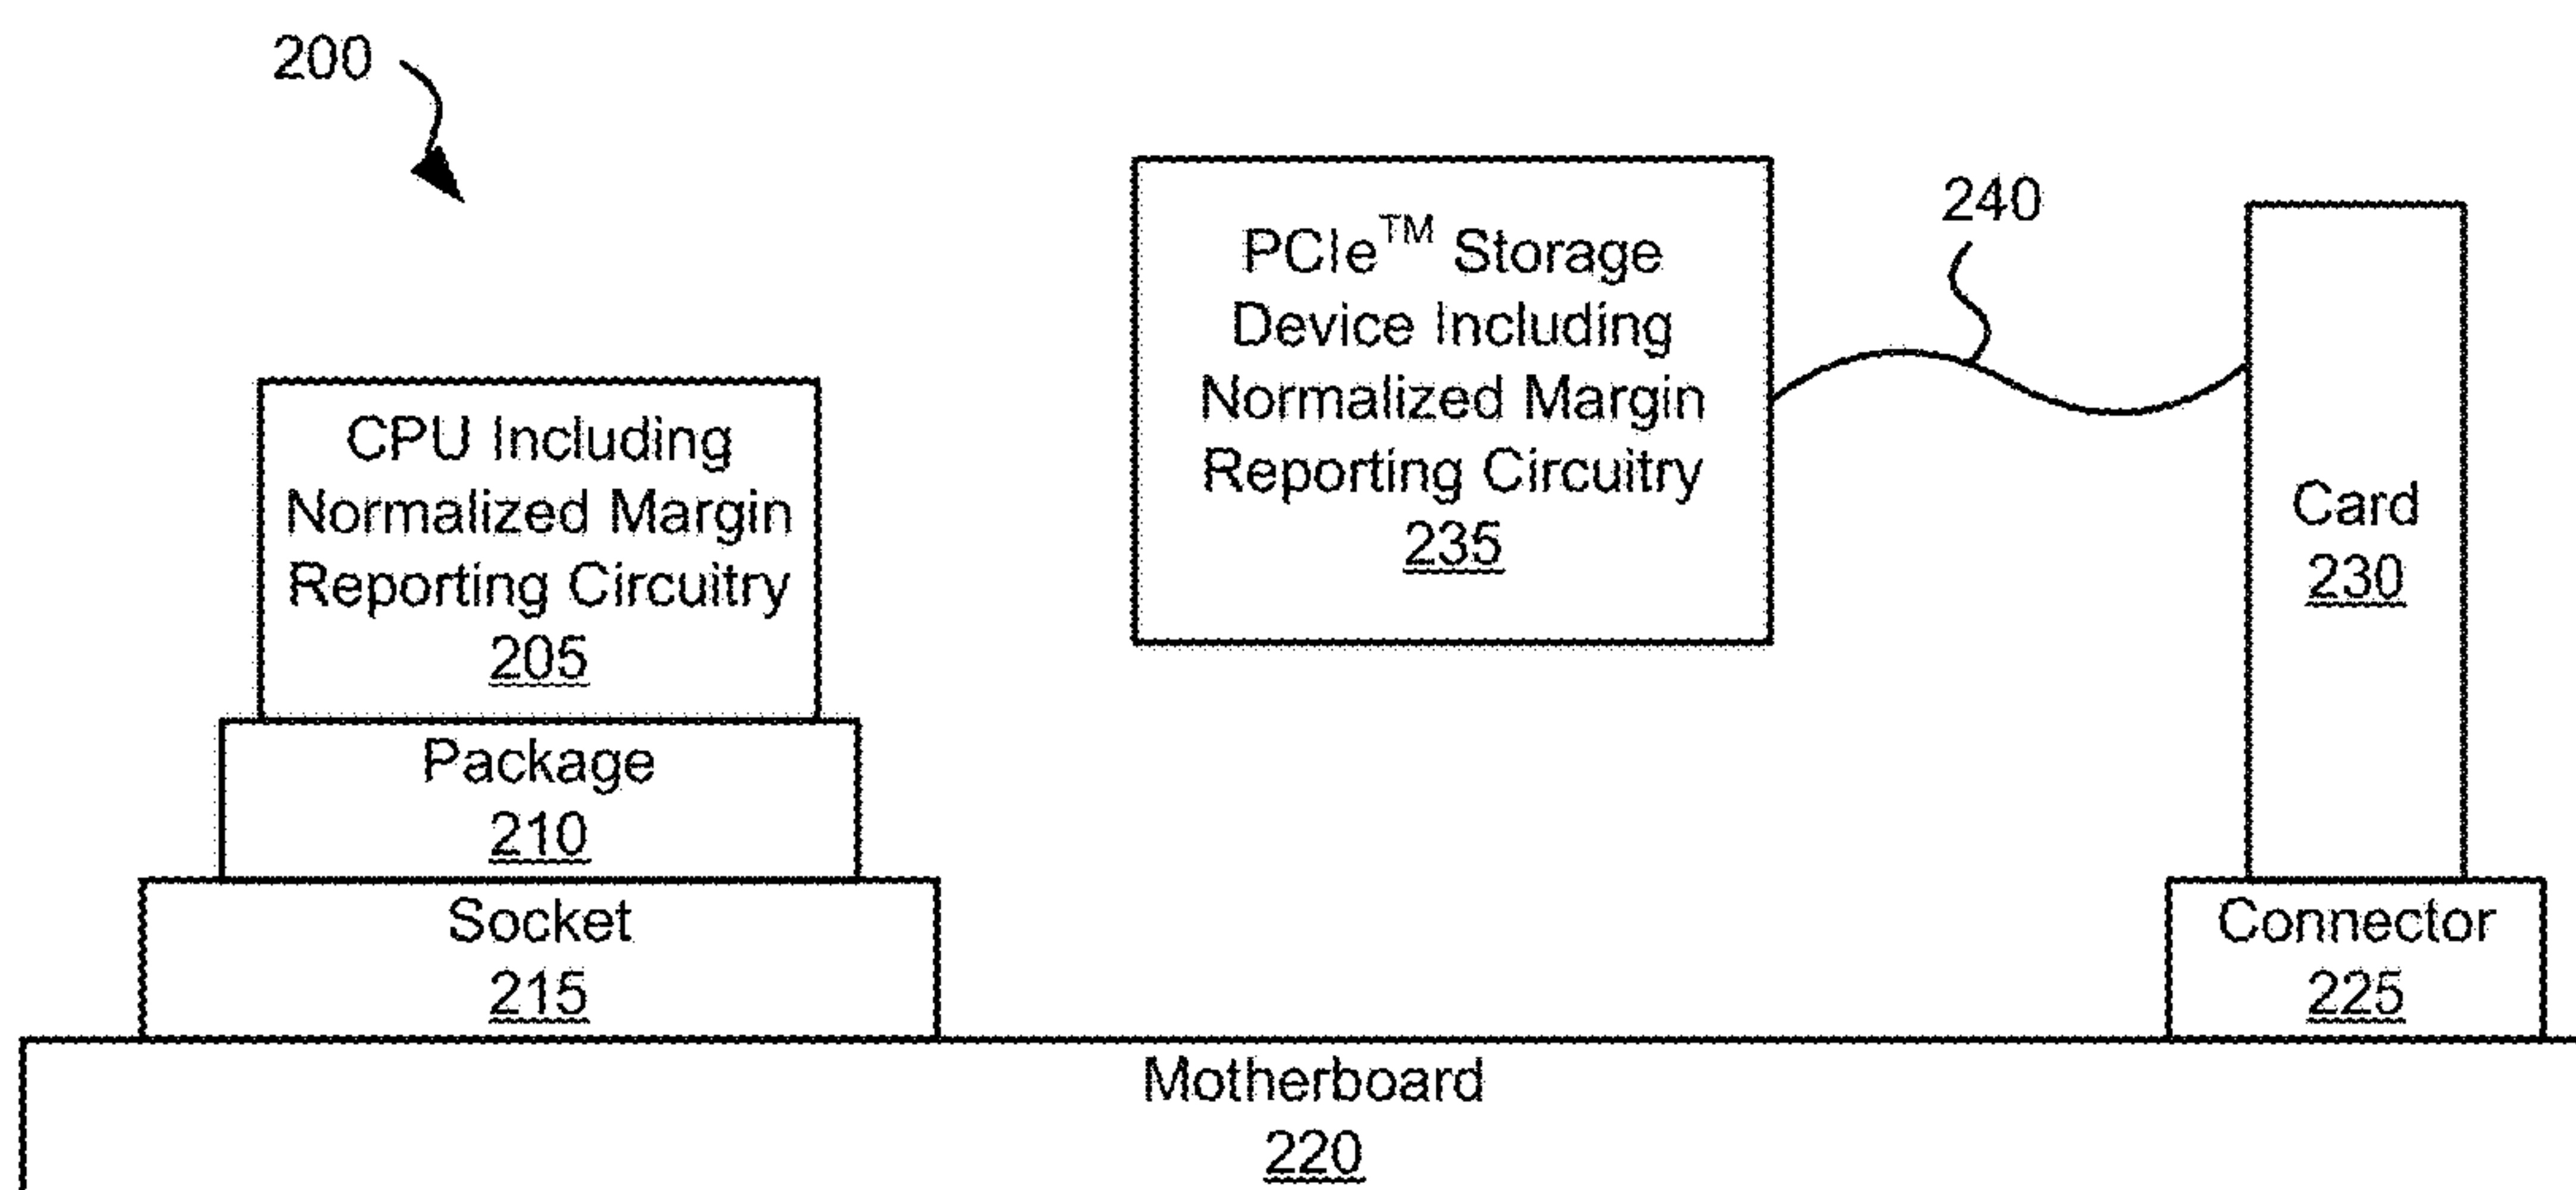 200
PCIe™ Storage
Device Including
Normalized Margin
Reporting Circuitry
235
240
Card
230
CPU Including
Normalized Margin
Reporting Circuitry
205
Package
210
Socket
215
Connector
225
Motherboard
220